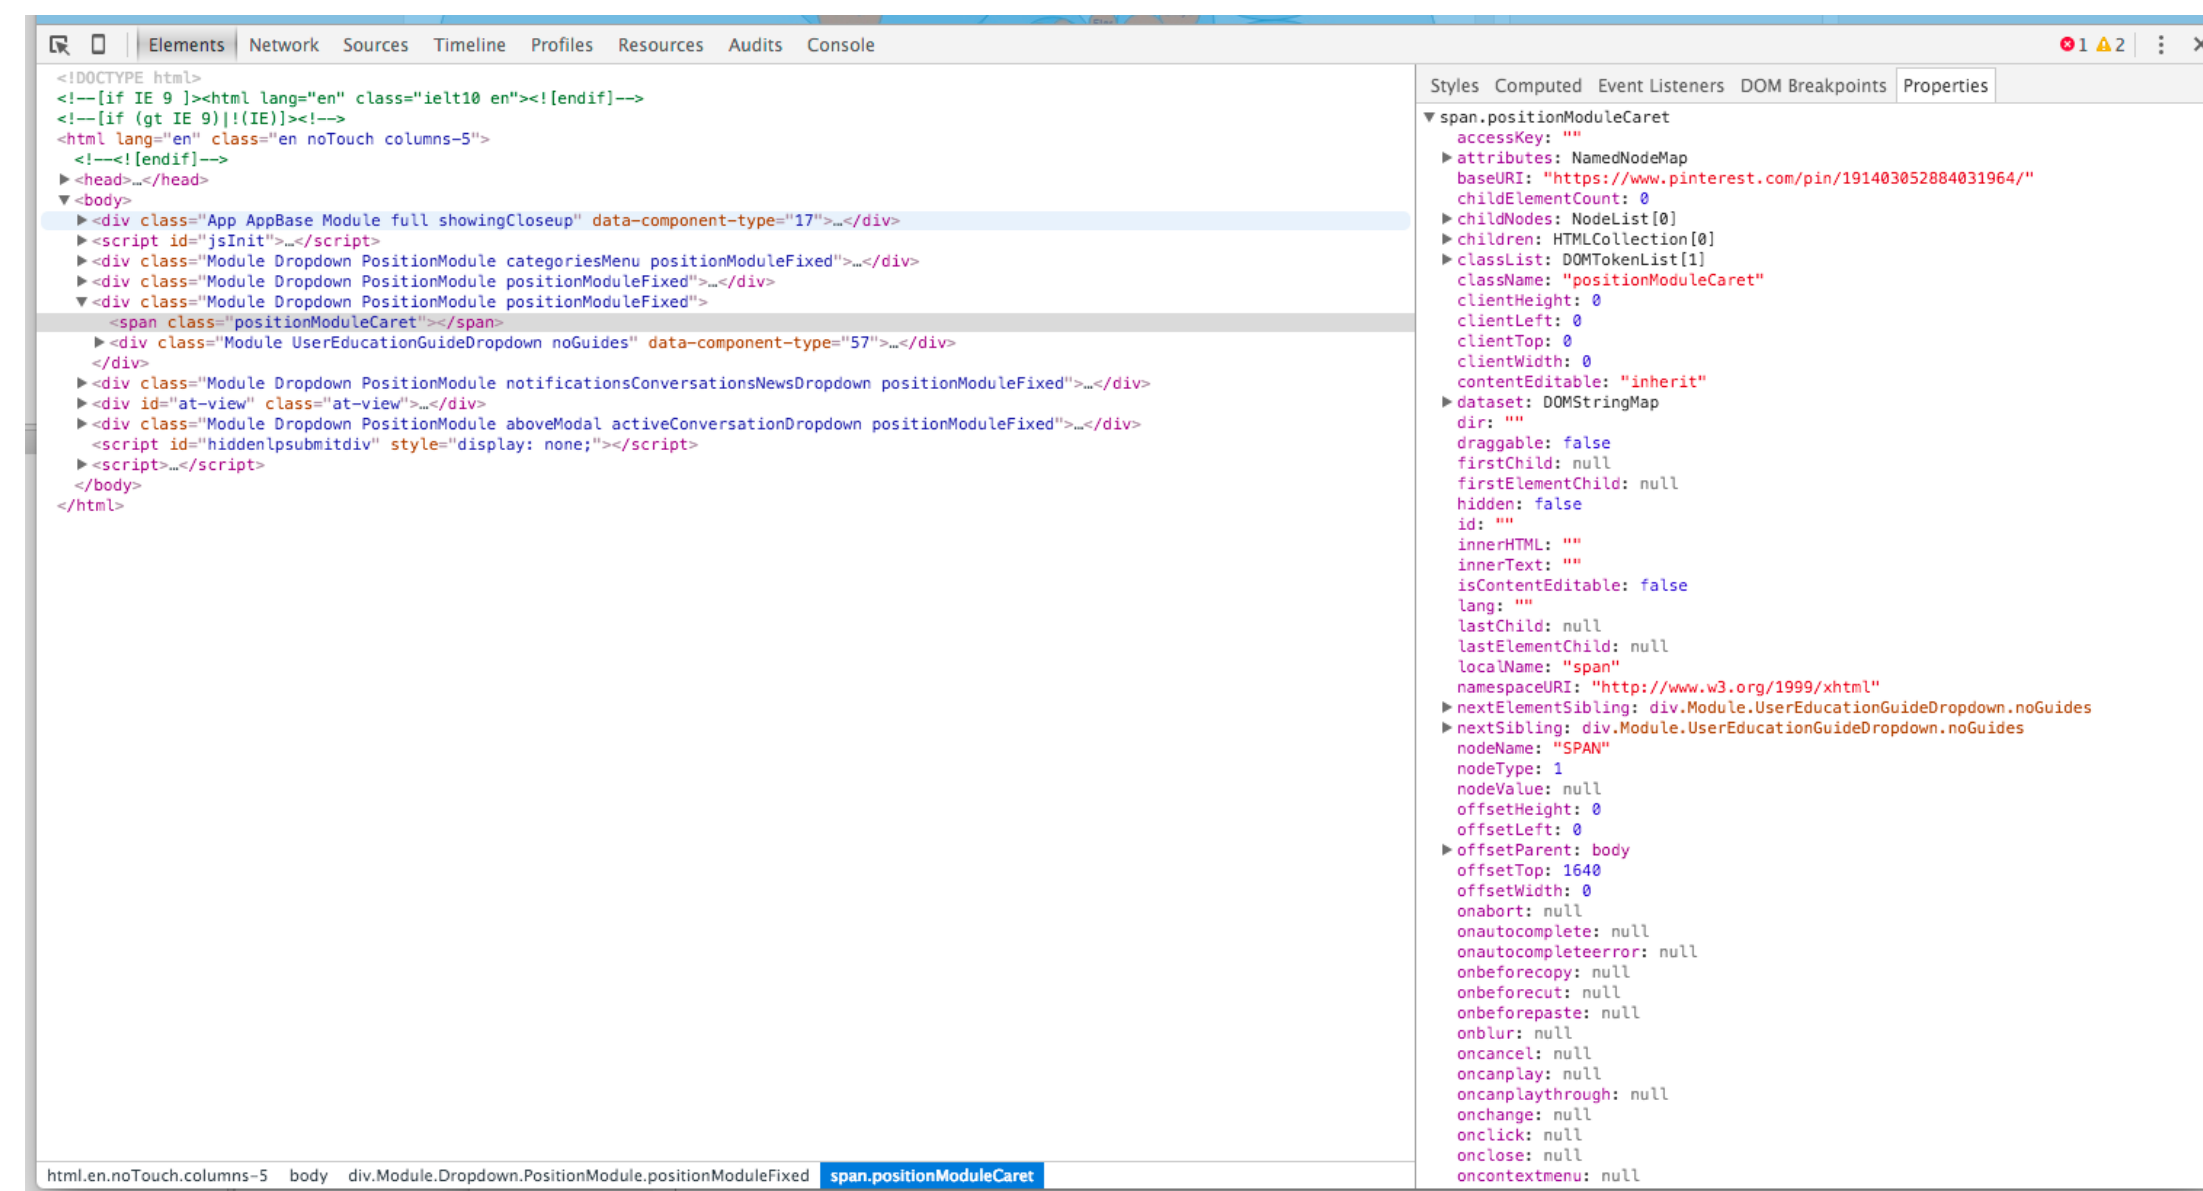 Elements Network Sources Timeline Profiles Resources Audits Console 1 2
<!DOCTYPE html>
<!--[if IE 9 ]><html lang="en" class="ielt10 en"><![endif]-->
<!--[if (gt IE 9)|!(IE)]><!-->
<html lang="en" class="en noTouch columns-5">
<!--<![endif]-->
<head>…</head>
<body>
<div class="App AppBase Module full showingCloseup" data-component-type="17">…</div>
<script id="jsInit">…</script>
<div class="Module Dropdown PositionModule categoriesMenu positionModuleFixed">…</div>
<div class="Module Dropdown PositionModule positionModuleFixed">…</div>
<div class="Module Dropdown PositionModule positionModuleFixed">
<span class="positionModuleCaret"></span>
<div class="Module UserEducationGuideDropdown noGuides" data-component-type="57">…</div>
</div>
<div class="Module Dropdown PositionModule notificationsConversationsNewsDropdown positionModuleFixed">…</div>
<div id="at-view" class="at-view">…</div>
<div class="Module Dropdown PositionModule aboveModal activeConversationDropdown positionModuleFixed">…</div>
<script id="hiddenlpsubmitdiv" style="display: none;"></script>
<script>…</script>
</body>
</html>
html.en.noTouch.columns-5 body div.Module.Dropdown.PositionModule.positionModuleFixed span.positionModuleCaret
Styles Computed Event Listeners DOM Breakpoints Properties
span.positionModuleCaret
accessKey: ""
attributes: NamedNodeMap
baseURI: "https://www.pinterest.com/pin/191403052884031964/"
childElementCount: 0
childNodes: NodeList[0]
children: HTMLCollection[0]
classList: DOMTokenList[1]
className: "positionModuleCaret"
clientHeight: 0
clientLeft: 0
clientTop: 0
clientWidth: 0
contentEditable: "inherit"
dataset: DOMStringMap
dir: ""
draggable: false
firstChild: null
firstElementChild: null
hidden: false
id: ""
innerHTML: ""
innerText: ""
isContentEditable: false
lang: ""
lastChild: null
lastElementChild: null
localName: "span"
namespaceURI: "http://www.w3.org/1999/xhtml"
nextElementSibling: div.Module.UserEducationGuideDropdown.noGuides
nextSibling: div.Module.UserEducationGuideDropdown.noGuides
nodeName: "SPAN"
nodeType: 1
nodeValue: null
offsetHeight: 0
offsetLeft: 0
offsetParent: body
offsetTop: 1640
offsetWidth: 0
onabort: null
onautocomplete: null
onautocompleteerror: null
onbeforecopy: null
onbeforecut: null
onbeforepaste: null
onblur: null
oncancel: null
oncanplay: null
oncanplaythrough: null
onchange: null
onclick: null
onclose: null
oncontextmenu: null